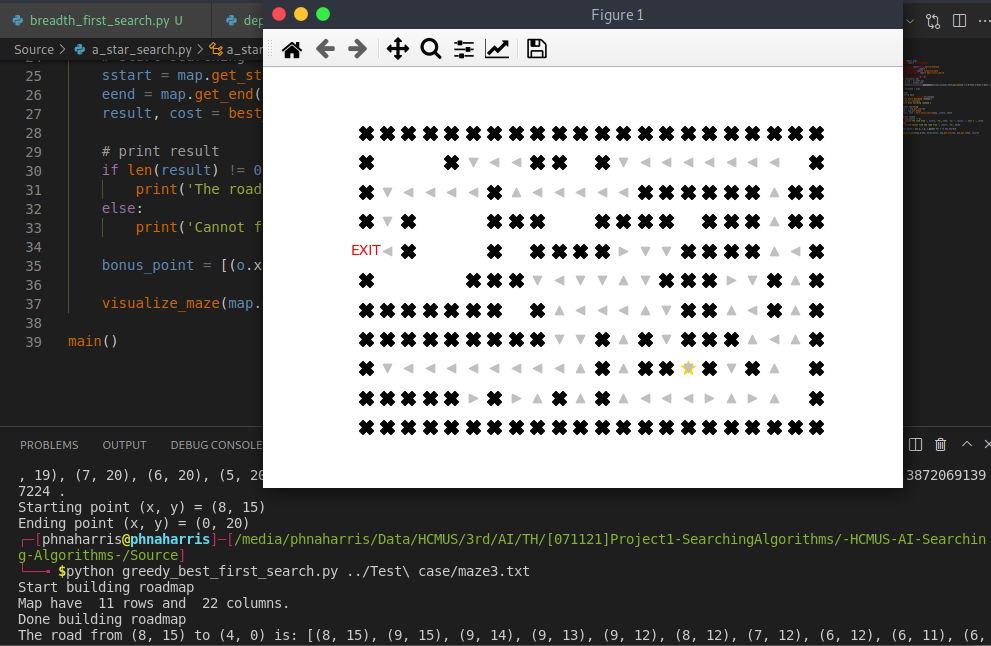 breadth_first_search.py U
dep
Figure 1
Source > a_star_search.py > a_star
25 sstart = map.get_st
26 eend = map.get_end(
27 result, cost = best
28
29 # print result
30 if len(result) != 0
31 print('The road
32 else:
33 print('Cannot f
34
35 bonus_point = [(o.x
36
37 visualize_maze(map.
38
39 main()
EXIT
PROBLEMS OUTPUT DEBUG CONSOLE
, 19), (7, 20), (6, 20), (5, 20 3872069139
7224 .
Starting point (x, y) = (8, 15)
Ending point (x, y) = (0, 20)
[phnaharris@phnaharris]-[/media/phnaharris/Data/HCMUS/3rd/AI/TH/[071121]Project1-SearchingAlgorithms/-HCMUS-AI-Searchin
g-Algorithms-/Source]
$python greedy_best_first_search.py ../Test\ case/maze3.txt
Start building roadmap
Map have  11 rows and  22 columns.
Done building roadmap
The road from (8, 15) to (4, 0) is: [(8, 15), (9, 15), (9, 14), (9, 13), (9, 12), (8, 12), (7, 12), (6, 12), (6, 11), (6,